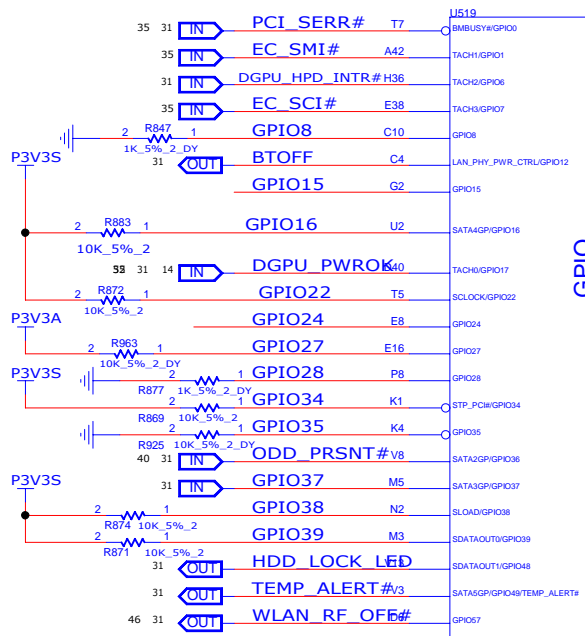 U519
35 31 IN PCI_SERR# T7 BMBUSY#/GPIO0
35 IN EC_SMI# A42 TACH1/GPIO1
31 IN DGPU_HPD_INTR# H36 TACH2/GPIO6
35 IN EC_SCI# E38 TACH3/GPIO7
2 R847 1 GPIO8 C10 GPIO8
1K_5%_2_DY
P3V3S 31 OUT BTOFF C4 LAN_PHY_PWR_CTRL/GPIO12
GPIO15 G2 GPIO15
2 R883 1 GPIO16 U2 SATA4GP/GPIO16
10K_5%_2
31 14 IN DGPU_PWROK 40 TACH0/GPIO17
2 R872 1 GPIO22 T5 SCLOCK/GPIO22
10K_5%_2
P3V3A GPIO24 E8 GPIO24
2 R963 1 GPIO27 E16 GPIO27
10K_5%_2_DY
P3V3S 2 1 GPIO28 P8 GPIO28
R877 1K_5%_2_DY
2 1 GPIO34 K1 STP_PCI#/GPIO34
R869 10K_5%_2
2 1 GPIO35 K4 GPIO35
R925 10K_5%_2_DY
40 31 IN ODD_PRSNT# V8 SATA2GP/GPIO36
P3V3S 31 IN GPIO37 M5 SATA3GP/GPIO37
2 1 GPIO38 N2 SLOAD/GPIO38
R874 10K_5%_2
2 1 GPIO39 M3 SDATAOUT0/GPIO39
R871 10K_5%_2
31 OUT HDD_LOCK_LED SDATAOUT1/GPIO48
31 OUT TEMP_ALERT# V3 SATA5GP/GPIO49/TEMP_ALERT#
46 31 OUT WLAN_RF_OFF# GPIO57
GPIO